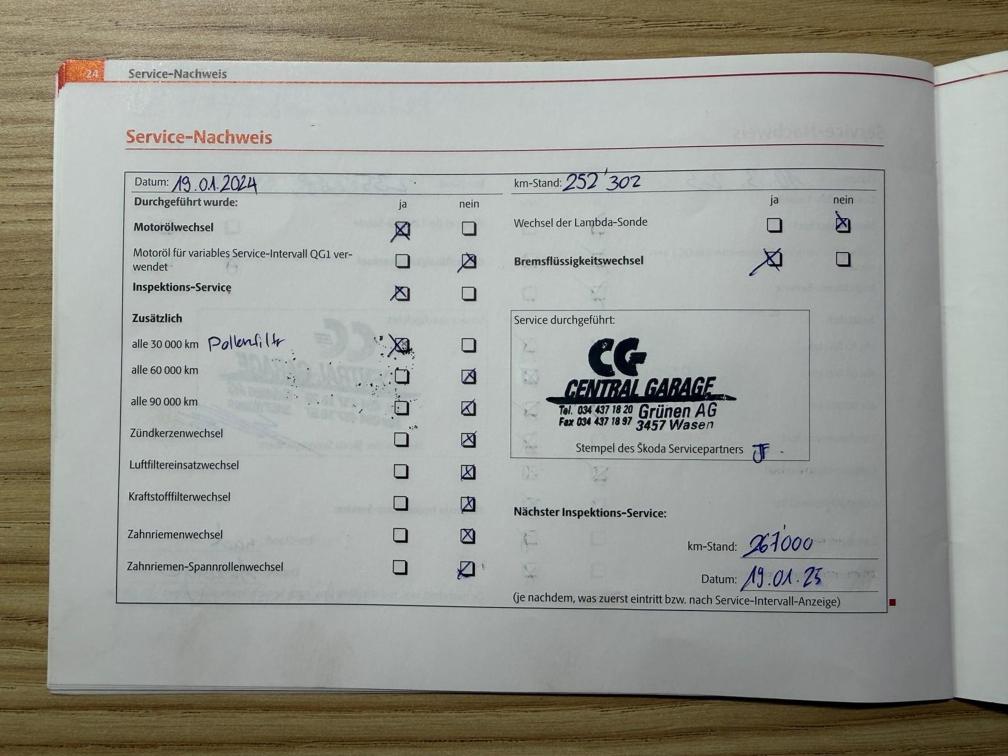 24 Service-Nachweis
Service-Nachweis
Datum: 19.01.2024
km-Stand: 252'302
Durchgeführt wurde: ja nein
ja nein
Motorölwechsel
Wechsel der Lambda-Sonde
Motoröl für variables Service-Intervall QG1 ver-
wendet
Bremsflüssigkeitswechsel
Inspektions-Service
Zusätzlich
Service durchgeführt:
alle 30 000 km Pollenfiltr
alle 60 000 km
alle 90 000 km
Zündkerzenwechsel
Luftfiltereinsatzwechsel
Kraftstofffilterwechsel
Zahnriemenwechsel
Zahnriemen-Spannrollenwechsel
CG
CENTRAL GARAGE
Tel. 034 437 18 20 Grünen AG
Fax 034 437 18 97 3457 Wasen
Stempel des Škoda Servicepartners JF
Nächster Inspektions-Service:
km-Stand: 267'000
Datum: 19.01.25
(je nachdem, was zuerst eintritt bzw. nach Service-Intervall-Anzeige)